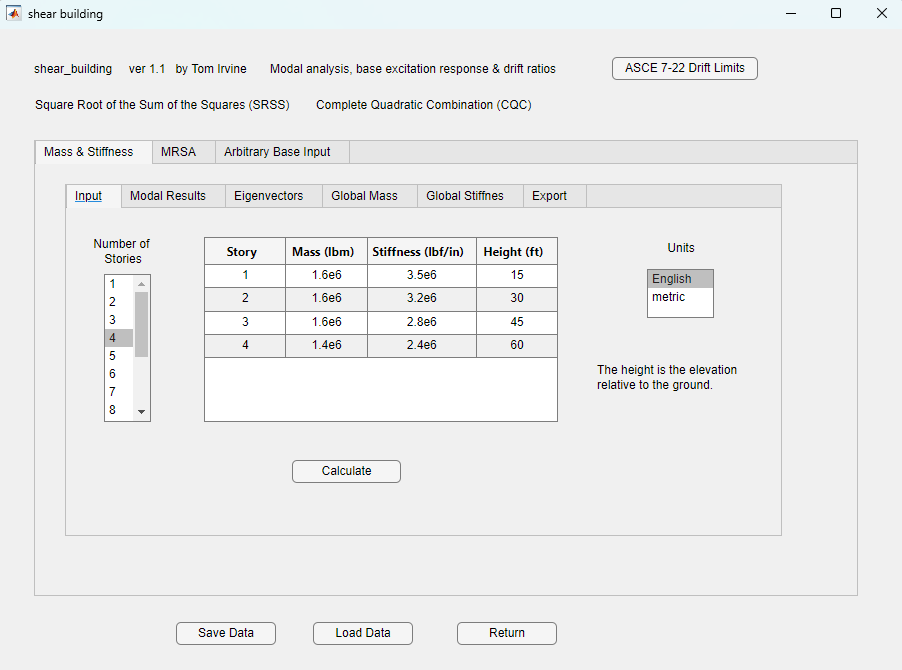 shear building
shear_building ver 1.1 by Tom Irvine Modal analysis, base excitation response & drift ratios ASCE 7-22 Drift Limits
Square Root of the Sum of the Squares (SRSS) Complete Quadratic Combination (CQC)
Mass & Stiffness MRSA Arbitrary Base Input
Input Modal Results Eigenvectors Global Mass Global Stiffnes Export
Number of
Stories
1
2
3
4
5
6
7
8
Story Mass (lbm) Stiffness (lbf/in) Height (ft)
1 1.6e6 3.5e6 15
2 1.6e6 3.2e6 30
3 1.6e6 2.8e6 45
4 1.4e6 2.4e6 60
Units
English
metric
The height is the elevation
relative to the ground.
Calculate
Save Data Load Data Return